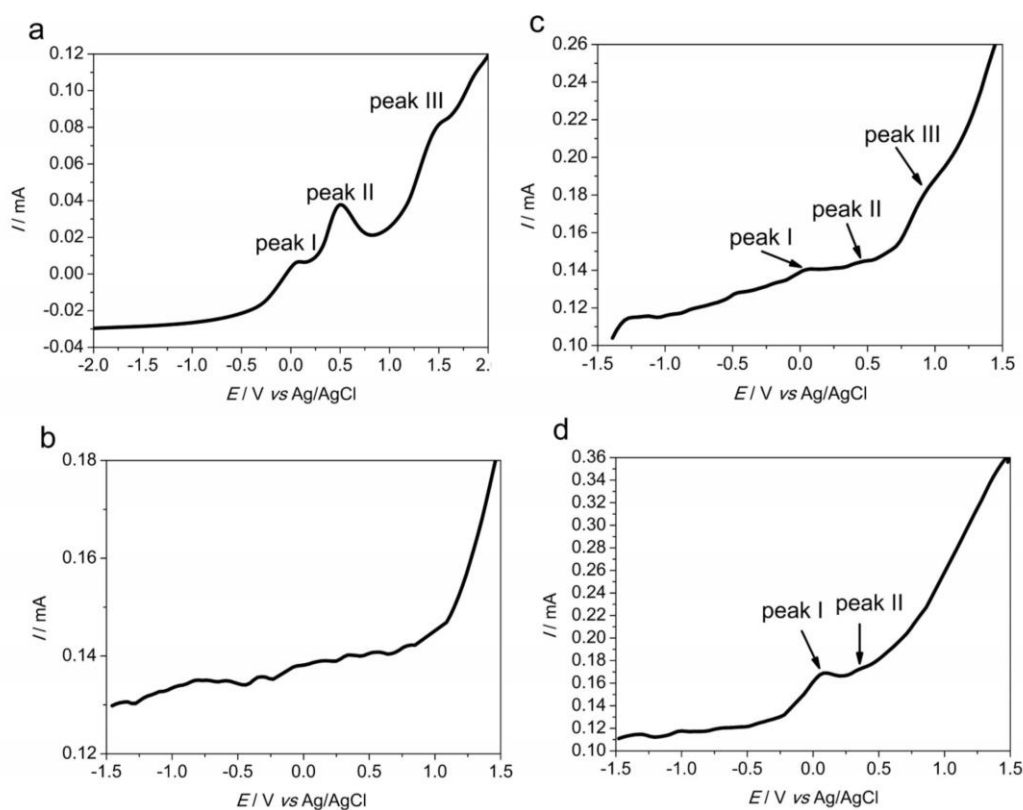 a
0.12
0.10
0.08
0.06
0.04
0.02
0.00
-0.02
-0.04
I / mA
peak I
peak II
peak III
-2.0 -1.5 -1.0 -0.5 0.0 0.5 1.0 1.5 2.
E / V vs Ag/AgCl
c
0.26
0.24
0.22
0.20
0.18
0.16
0.14
0.12
0.10
I / mA
peak I
peak II
peak III
-1.5 -1.0 -0.5 0.0 0.5 1.0 1.5
E / V vs Ag/AgCl
b
0.18
0.16
0.14
0.12
I / mA
-1.5 -1.0 -0.5 0.0 0.5 1.0 1.5
E / V vs Ag/AgCl
d
0.36
0.34
0.32
0.30
0.28
0.26
0.24
0.22
0.20
0.18
0.16
0.14
0.12
0.10
I / mA
peak I peak II
-1.5 -1.0 -0.5 0.0 0.5 1.0 1.5
E / V vs Ag/AgCl